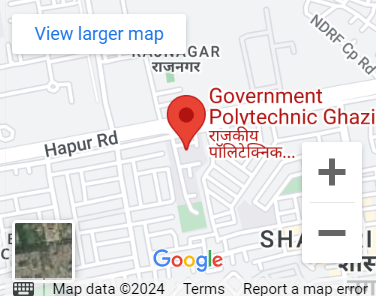 View larger map
NDRF Cp Rd
RAJNAGAR
राजनगर
Government
Polytechnic Ghazi
राजकीय
पॉलिटेक्निक...
Hapur Rd
Google
Map data ©2024 Terms Report a map error